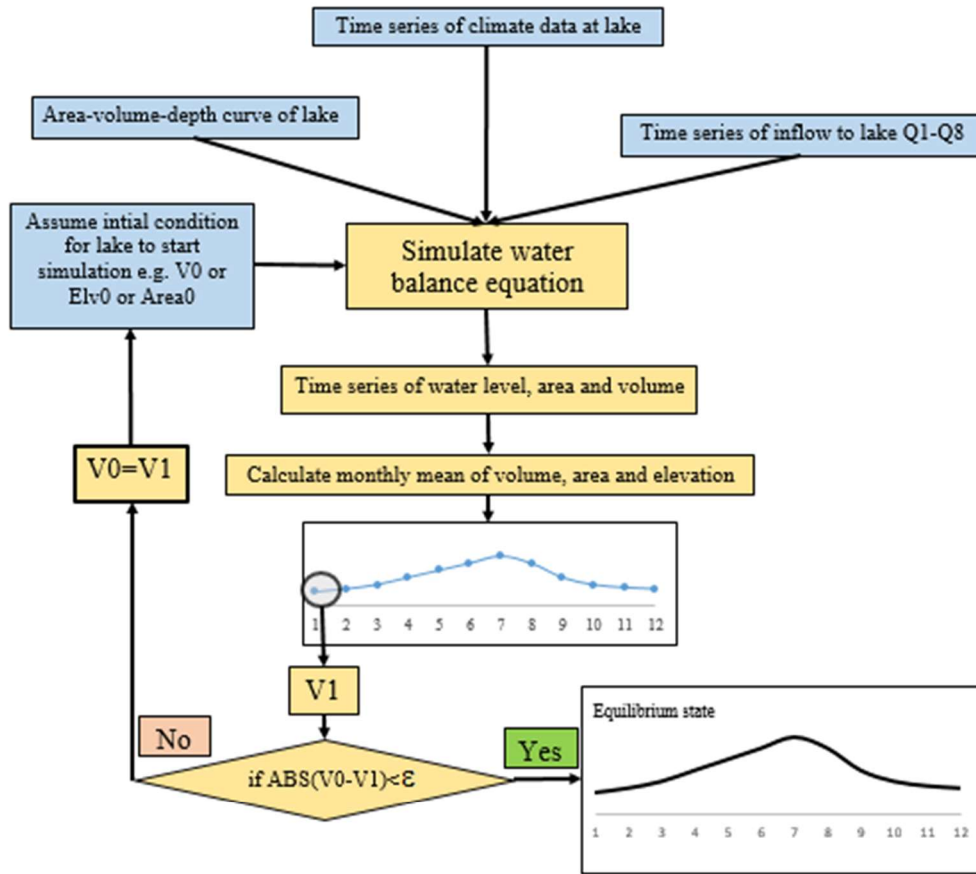 Time series of climate data at lake
Area-volume-depth curve of lake
Time series of inflow to lake Q1-Q8
Assume intial condition
for lake to start
simulation e.g. V0 or
Elv0 or Area0
Simulate water
balance equation
Time series of water level, area and volume
V0=V1
Calculate monthly mean of volume, area and elevation
1 2 3 4 5 6 7 8 9 10 11 12
V1
No
Yes
if ABS(V0-V1)<Ɛ
Equilibrium state
1 2 3 4 5 6 7 8 9 10 11 12